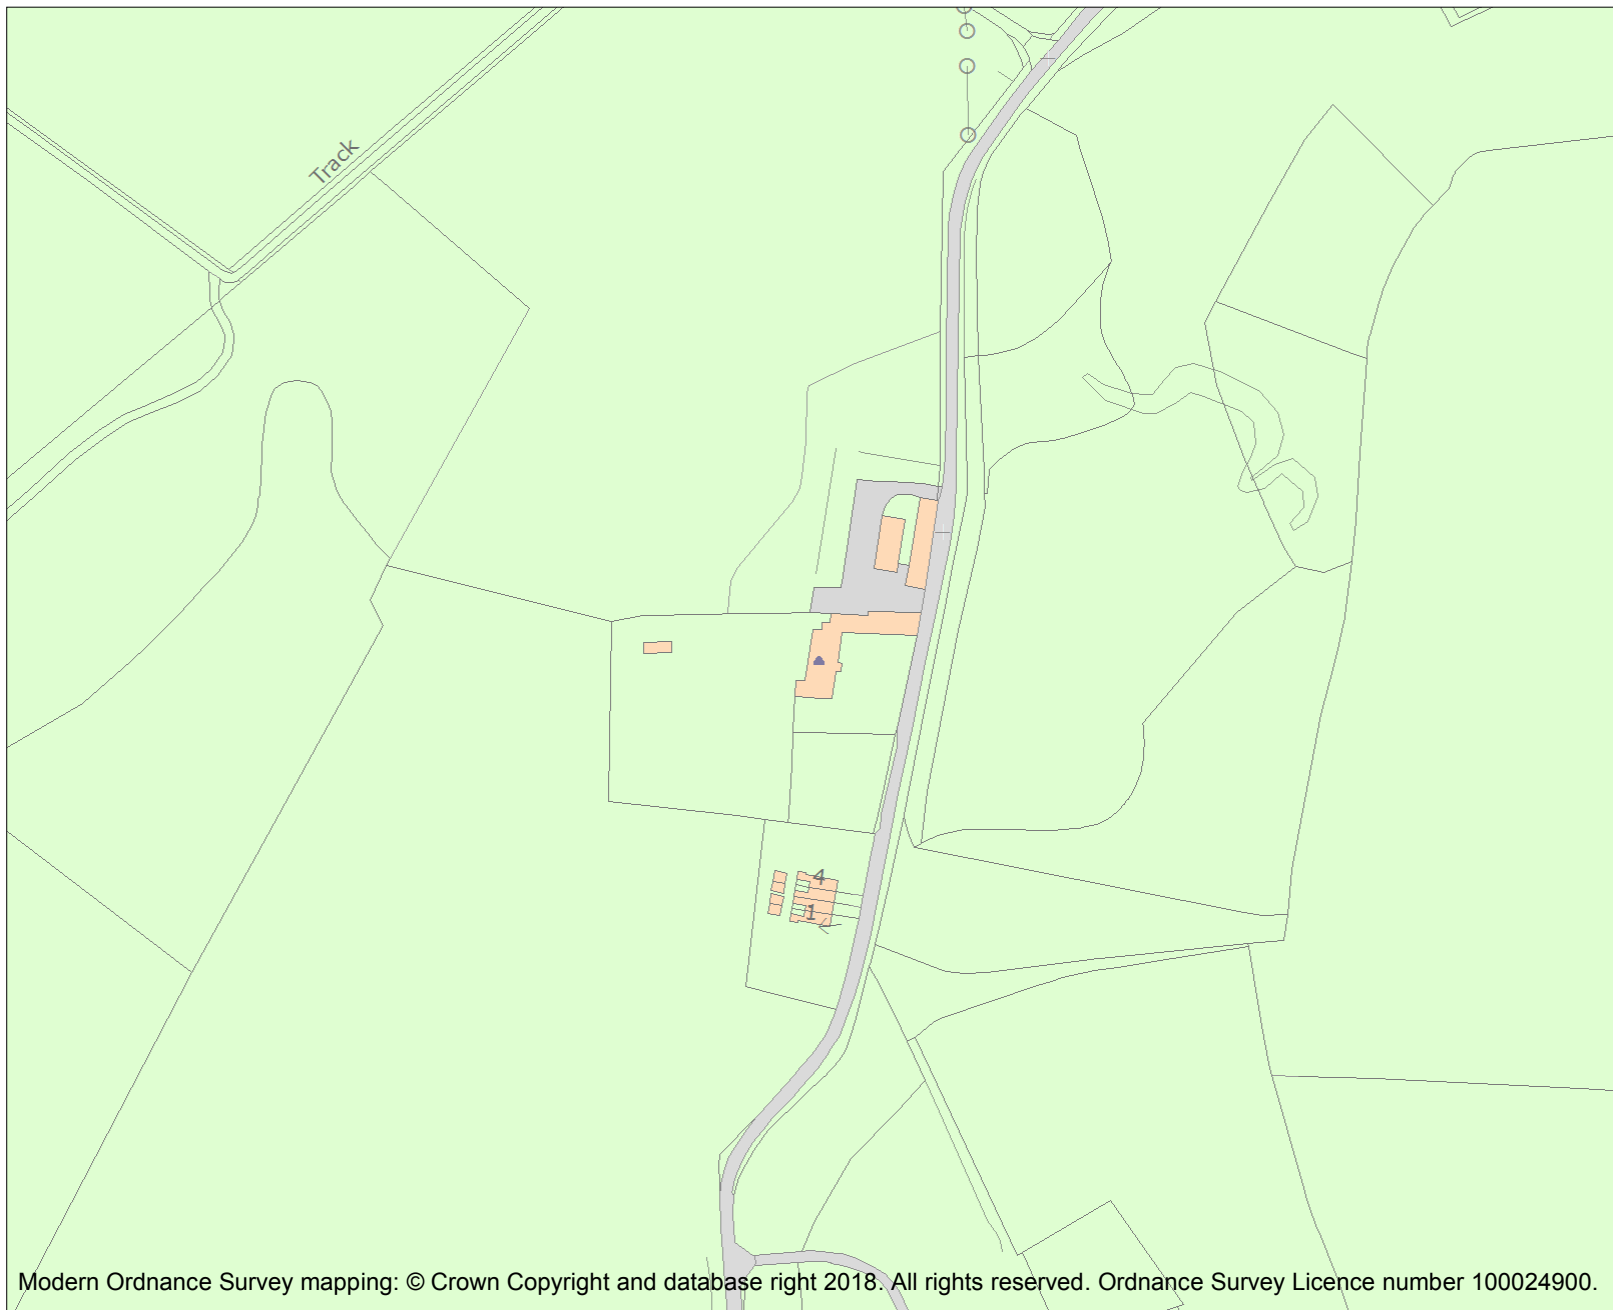 Track
4
1
Modern Ordnance Survey mapping: © Crown Copyright and database right 2018. All rights reserved. Ordnance Survey Licence number 100024900.